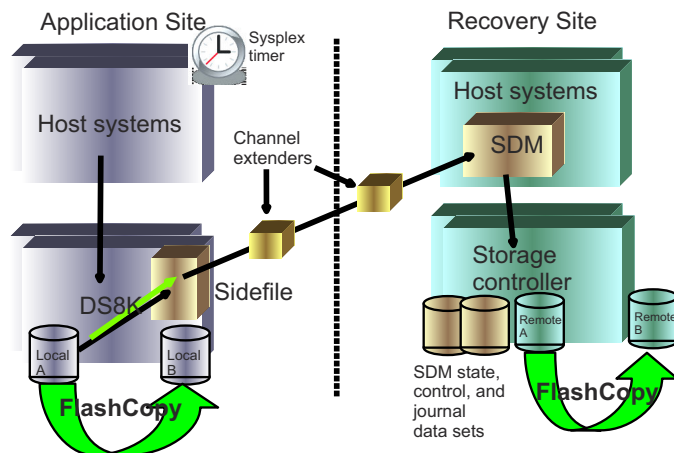 Application Site
Sysplex
timer
Host systems
Channel
extenders
DS8K
Sidefile
Local
A
Local
B
FlashCopy
Recovery Site
Host systems
SDM
Storage
controller
Remote
A
Remote
B
SDM state,
control, and
journal
data sets
FlashCopy